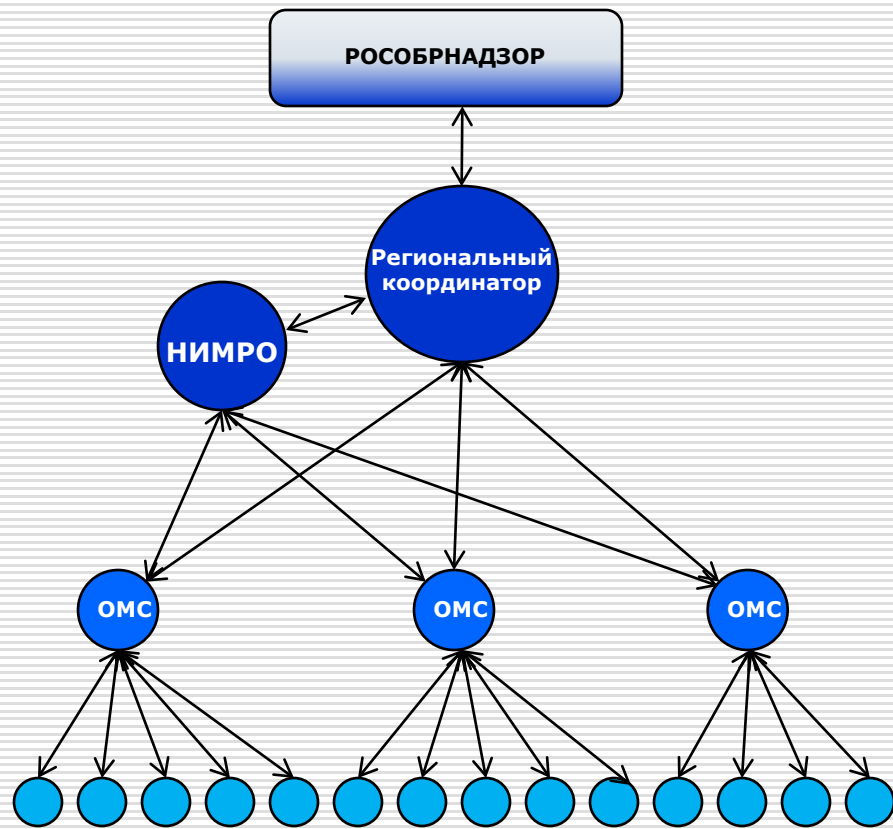 РОСОБРНАДЗОР
Региональный
координатор
НИМРО
ОМС
ОМС
ОМС